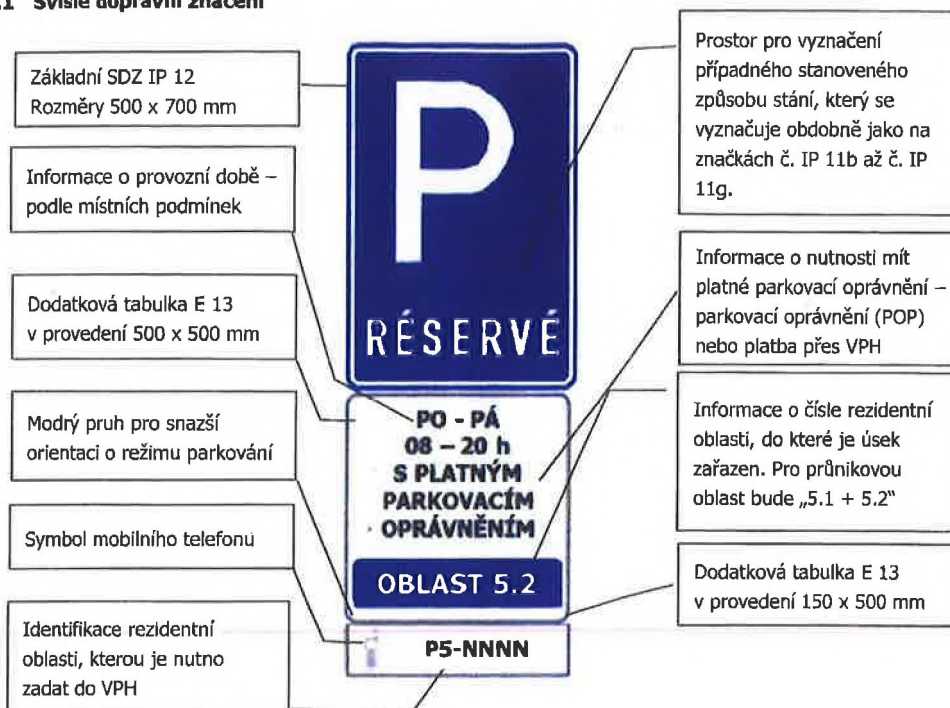 .1 Svislé dopravní značení
Základní SDZ IP 12
Rozměry 500 x 700 mm
Informace o provozní době –
podle místních podmínek
Dodatková tabulka E 13
v provedení 500 x 500 mm
Modrý pruh pro snazší
orientaci o režimu parkování
Symbol mobilního telefonu
Identifikace rezidentní
oblasti, kterou je nutno
zadat do VPH
P
RÉSERVÉ
PO - PÁ
08 – 20 h
S PLATNÝM
PARKOVACÍM
OPRÁVNĚNÍM
OBLAST 5.2
P5-NNNN
Prostor pro vyznačení
případného stanoveného
způsobu stání, který se
vyznačuje obdobně jako na
značkách č. IP 11b až č. IP
11g.
Informace o nutnosti mít
platné parkovací oprávnění –
parkovací oprávnění (POP)
nebo platba přes VPH
Informace o čísle rezidentní
oblasti, do které je úsek
zařazen. Pro průnikovou
oblast bude „5.1 + 5.2"
Dodatková tabulka E 13
v provedení 150 x 500 mm